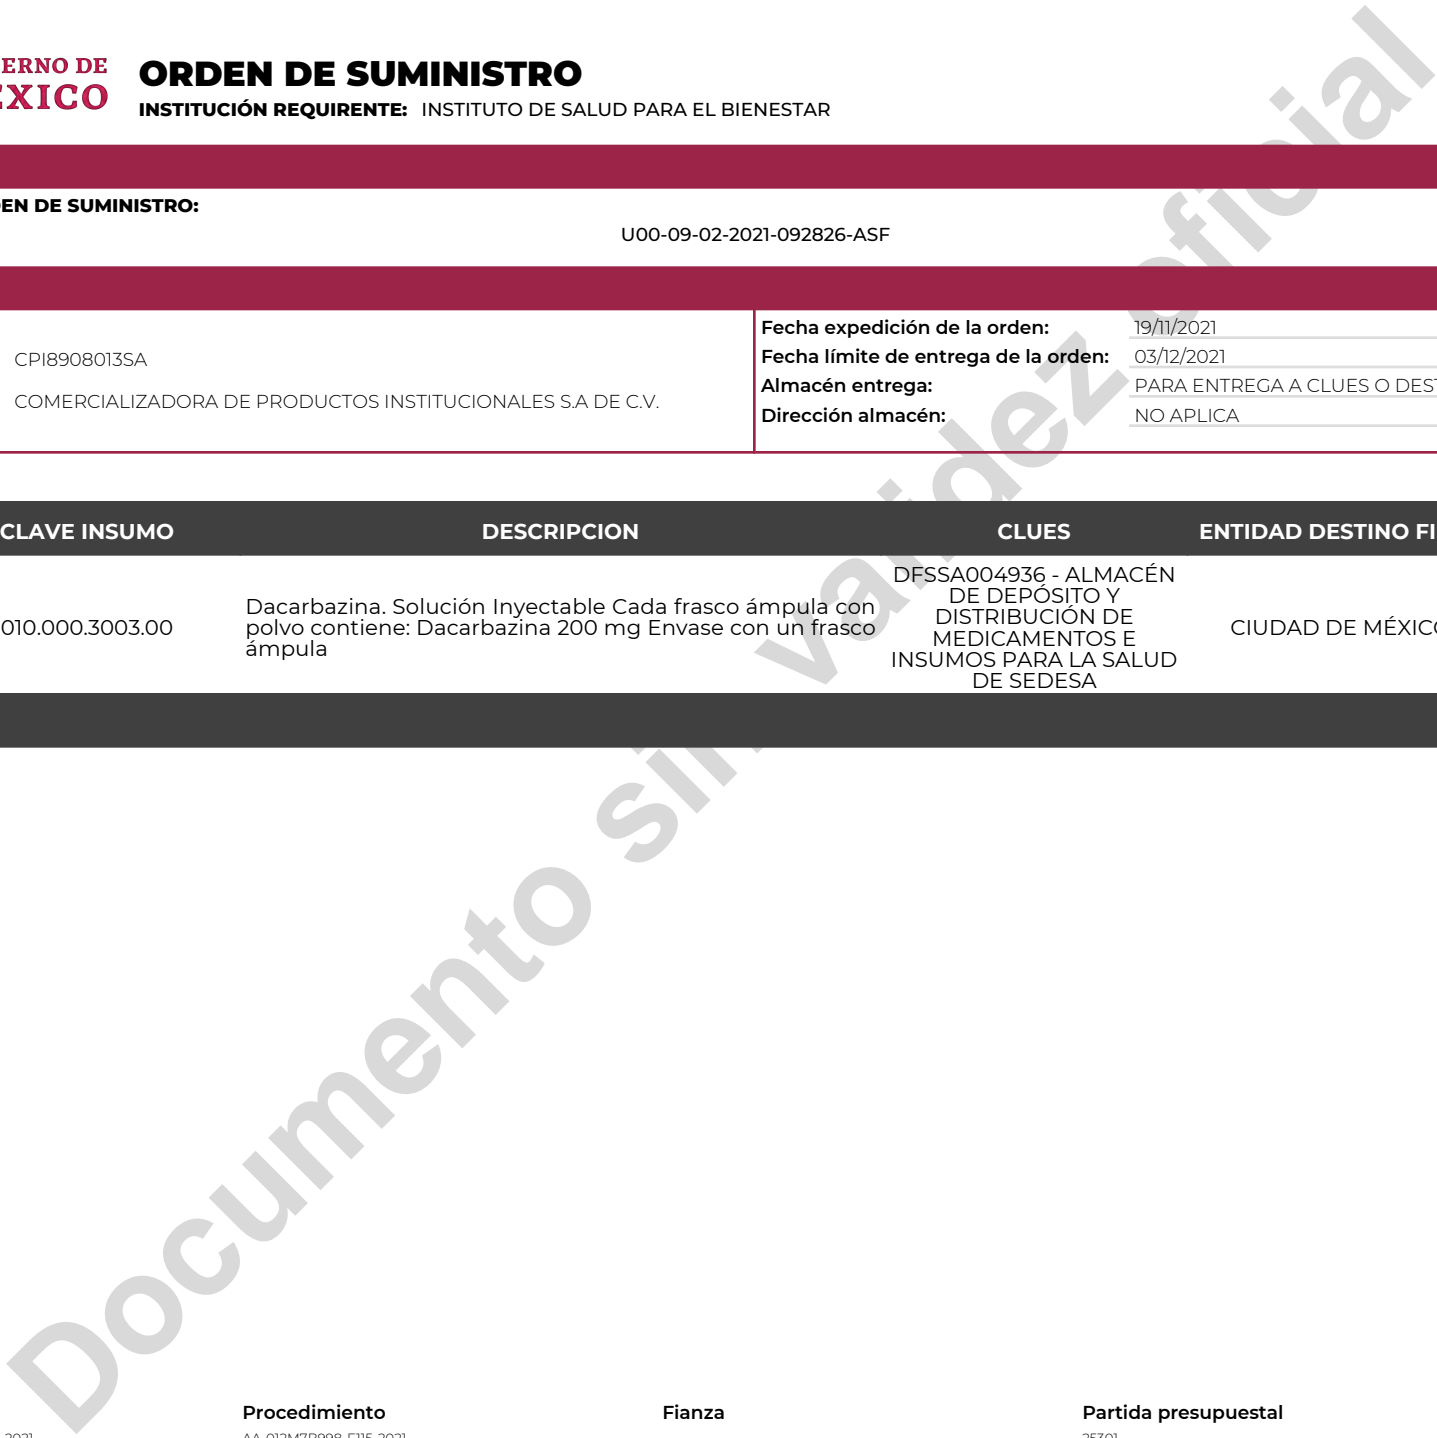 ERNO DE
ORDEN DE SUMINISTRO
INSTITUCIÓN REQUIRENTE: INSTITUTO DE SALUD PARA EL BIENESTAR
DE SUMINISTRO:
U00-09-02-2021-092826-ASF
CPI8908013SA
COMERCIALIZADORA DE PRODUCTOS INSTITUCIONALES S.A DE C.V.
Fecha expedición de la orden: 19/11/2021
Fecha límite de entrega de la orden: 03/12/2021
Almacén entrega: PARA ENTREGA A CLUES O
Dirección almacén: NO APLICA
CLAVE INSUMO DESCRIPCION CLUES ENTIDAD DESTINO
010.000.3003.00
Dacarbazina. Solución Inyectable Cada frasco ámpula con
polvo contiene: Dacarbazina 200 mg Envase con un frasco
ámpula
DFSSA004936 - ALMACÉN
DE DEPÓSITO Y
DISTRIBUCIÓN DE
MEDICAMENTOS E
INSUMOS PARA LA SALUD
DE SEDESA
CIUDAD DE MÉXICO
Documento sin validez oficial
Procedimiento Fianza Partida presupuestal